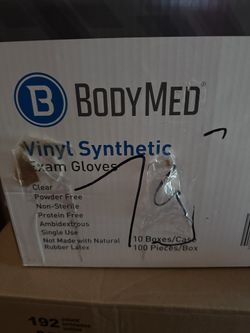 B BODYMED®
Vinyl Synthetic
Exam Gloves
Clear
Powder Free
Non-Sterile
Protein Free
Ambidextrous
Single Use
Not Made with Natural
Rubber Latex
10 Boxes/Case
100 Pieces/Box
192